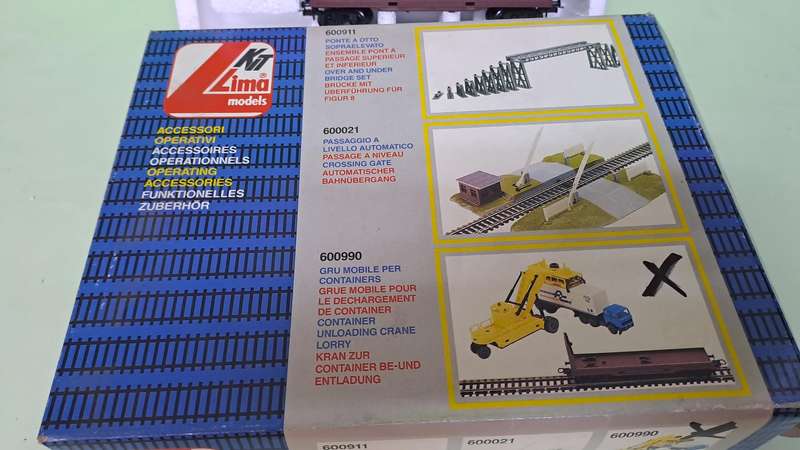 NT
Lima®
models
ACCESSORI
OPERATIVI
ACCESSOIRES
OPERATIONNELS
OPERATING
ACCESSORIES
FUNKTIONELLES
ZUBERHÖR
600911
PONTE A OTTO
SOPRAELEVATO
ENSEMBLE PONT A
PASSAGE SUPERIEUR
ET INFERIEUR
OVER AND UNDER
BRIDGE SET
BRÜCKE MIT
ÜBERFÜHRUNG FÜR
FIGUR 8
600021
PASSAGGIO A
LIVELLO AUTOMATICO
PASSAGE A NIVEAU
CROSSING GATE
AUTOMATISCHER
BAHNÜBERGANG
600990
GRU MOBILE PER
CONTAINERS
GRUE MOBILE POUR
LE DECHARGEMENT
DE CONTAINER
CONTAINER
UNLOADING CRANE
LORRY
KRAN ZUR
CONTAINER BE-UND
ENTLADUNG
X
600911
600021
600990
X